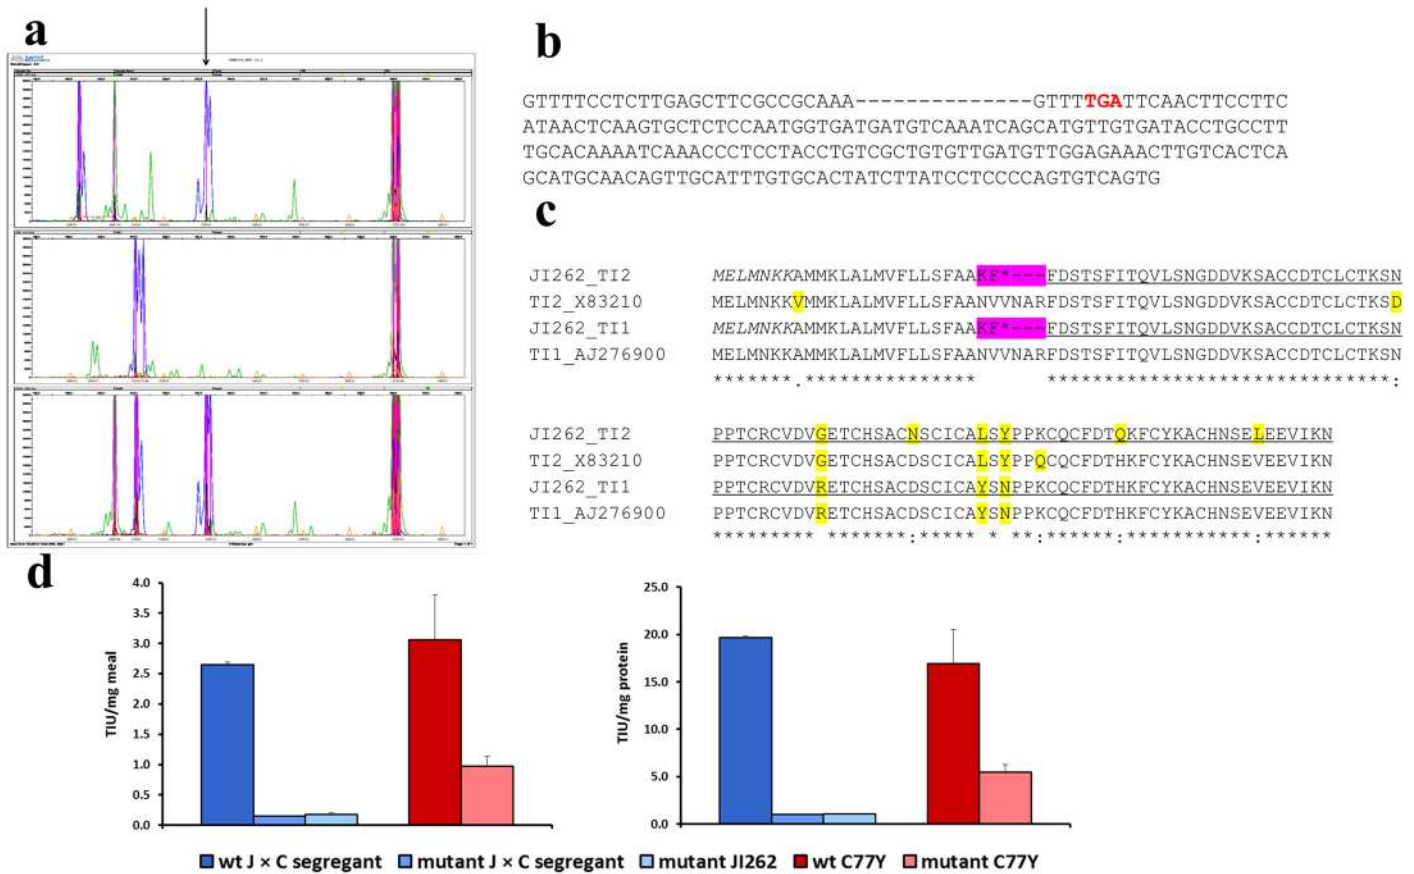 a
b
GTTTTCCTCTTGAGCTTCGCCGCAAA---------------GTTTTGATTCAACTTCCTTC
ATAACTCAAGTGCTCTCCAATGGTGATGATGTCAAATCAGCATGTTGTGATACCTGCCTT
TGCACAAAATCAAACCCTCCTACCTGTCGCTGTGTTGATGTTGGAGAAACTTGTCACTCA
GCATGCAACAGTTGCATTTGTGCACTATCTTATCCTCCCCAGTGTCAGTG
c
JI262_TI2 MELMNKKAMMKLALMVFLLSFAAKF*---FDSTSFITQVLSNGDDVKSACCDTCLCTKSN
TI2_X83210 MELMNKKVMMKLALMVFLLSFAANVVNARFDSTSFITQVLSNGDDVKSACCDTCLCTKSD
JI262_TI1 MELMNKKAMMKLALMVFLLSFAAKF*---FDSTSFITQVLSNGDDVKSACCDTCLCTKSN
TI1_AJ276900 MELMNKKAMMKLALMVFLLSFAANVVNARFDSTSFITQVLSNGDDVKSACCDTCLCTKSN
*******.*************** ******************************:
JI262_TI2 PPTCRCVDVGETCHSACNSCICALSYPPKCQCFDTQKFCYKACHNSELEEVIKN
TI2_X83210 PPTCRCVDVGETCHSACDSCICALSYPPQCQCFDTHKFCYKACHNSEVEEVIKN
JI262_TI1 PPTCRCVDVRETCHSACDSCICAYSNPPKCQCFDTHKFCYKACHNSEVEEVIKN
TI1_AJ276900 PPTCRCVDVRETCHSACDSCICAYSNPPKCQCFDTHKFCYKACHNSEVEEVIKN
********* *******:***** * **:******:***********:******
d
TIU/mg meal
4.0
3.5
3.0
2.5
2.0
1.5
1.0
0.5
0.0
TIU/mg protein
25.0
20.0
15.0
10.0
5.0
0.0
wt J × C segregant mutant J × C segregant mutant JI262 wt C77Y mutant C77Y